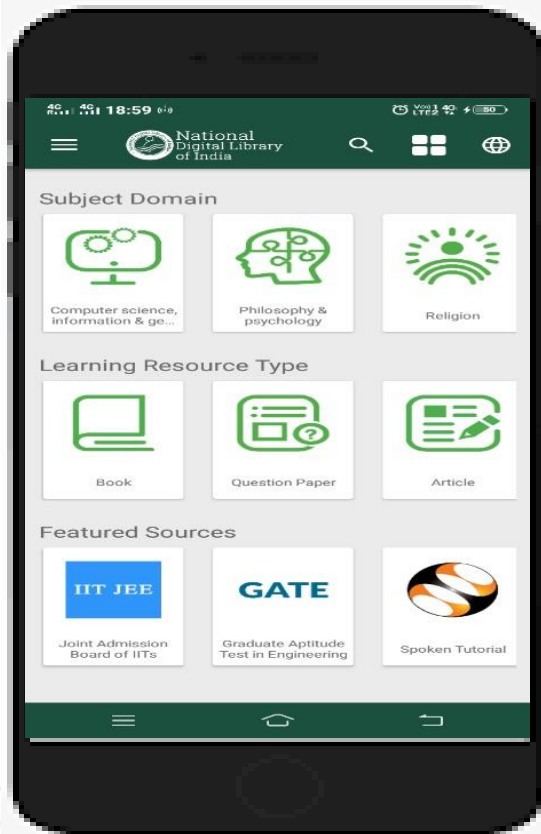 18:59
50
National
Digital Library
of India
Subject Domain
Computer science,
information & ge...
Philosophy &
psychology
Religion
Learning Resource Type
Book
Question Paper
Article
Featured Sources
IIT JEE
GATE
Joint Admission
Board of IITs
Graduate Aptitude
Test in Engineering
Spoken Tutorial